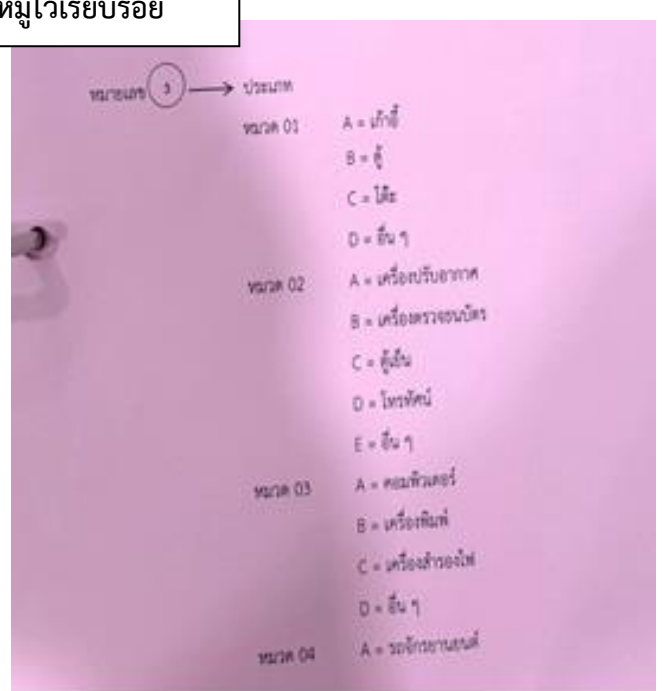 หมู่ไว้เรียบร้อย
หมายเลข 3 → ประเภท
หมวด 01 A = เก้าอี้
B = ตู้
C = โต๊ะ
D = อื่น ๆ
หมวด 02 A = เครื่องปรับอากาศ
B = เครื่องตรวจธนบัตร
C = ตู้เย็น
D = โทรทัศน์
E = อื่น ๆ
หมวด 03 A = คอมพิวเตอร์
B = เครื่องพิมพ์
C = เครื่องสำรองไฟ
D = อื่น ๆ
หมวด 04 A = รถจักรยานยนต์